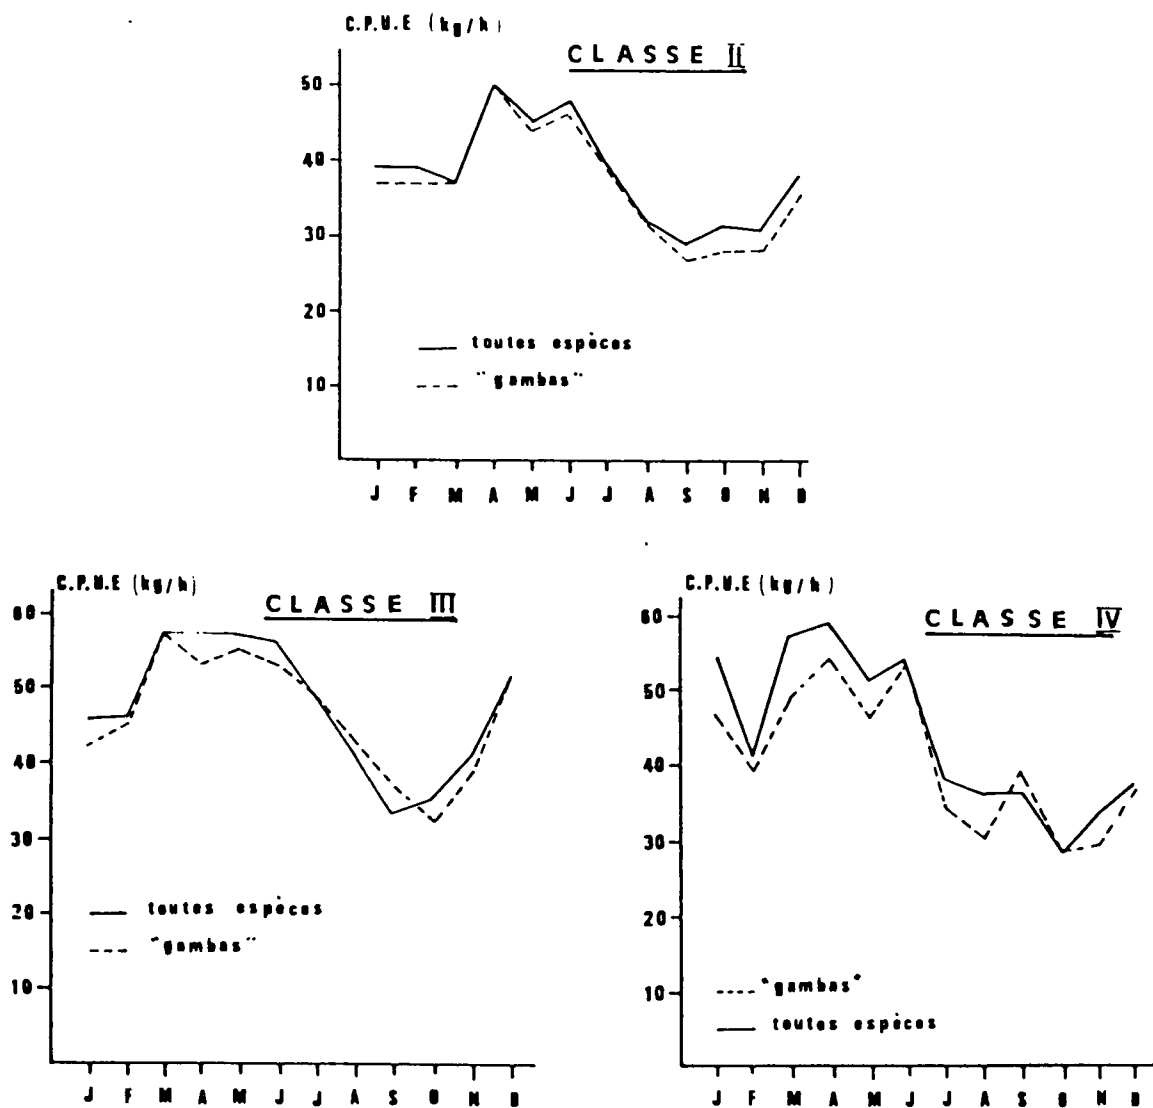 C.P.U.E (kg/h)
CLASSE II
50
40
30
20
10
toutes espèces
"gambas"
J F M A M J J A S O N D
C.P.U.E (kg/h)
CLASSE III
60
50
40
30
20
10
toutes espèces
"gambas"
J F M A M J J A S O N D
C.P.U.E (kg/h)
CLASSE IV
60
50
40
30
20
10
"gambas"
toutes espèces
J F M A M J J A S O N D